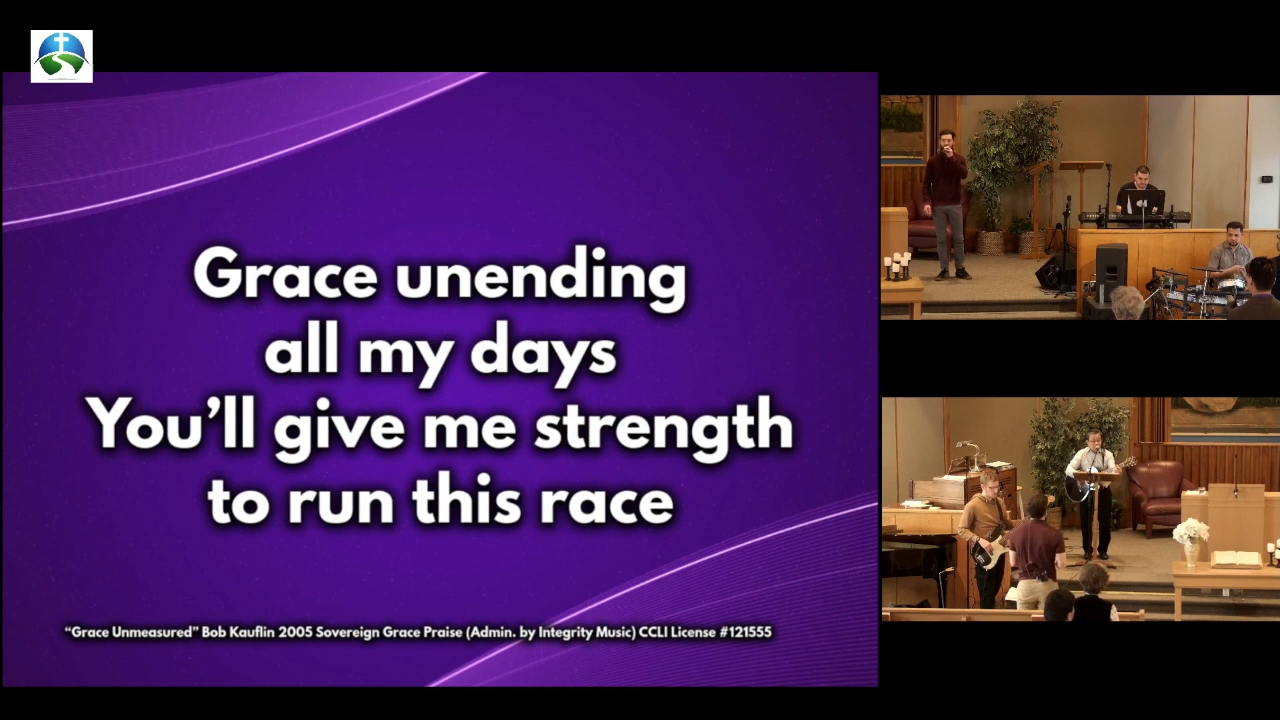 Grace unending
all my days
You’ll give me strength
to run this race
“Grace Unmeasured” Bob Kauflin 2005 Sovereign Grace Praise (Admin. by Integrity Music) CCLI License #121555